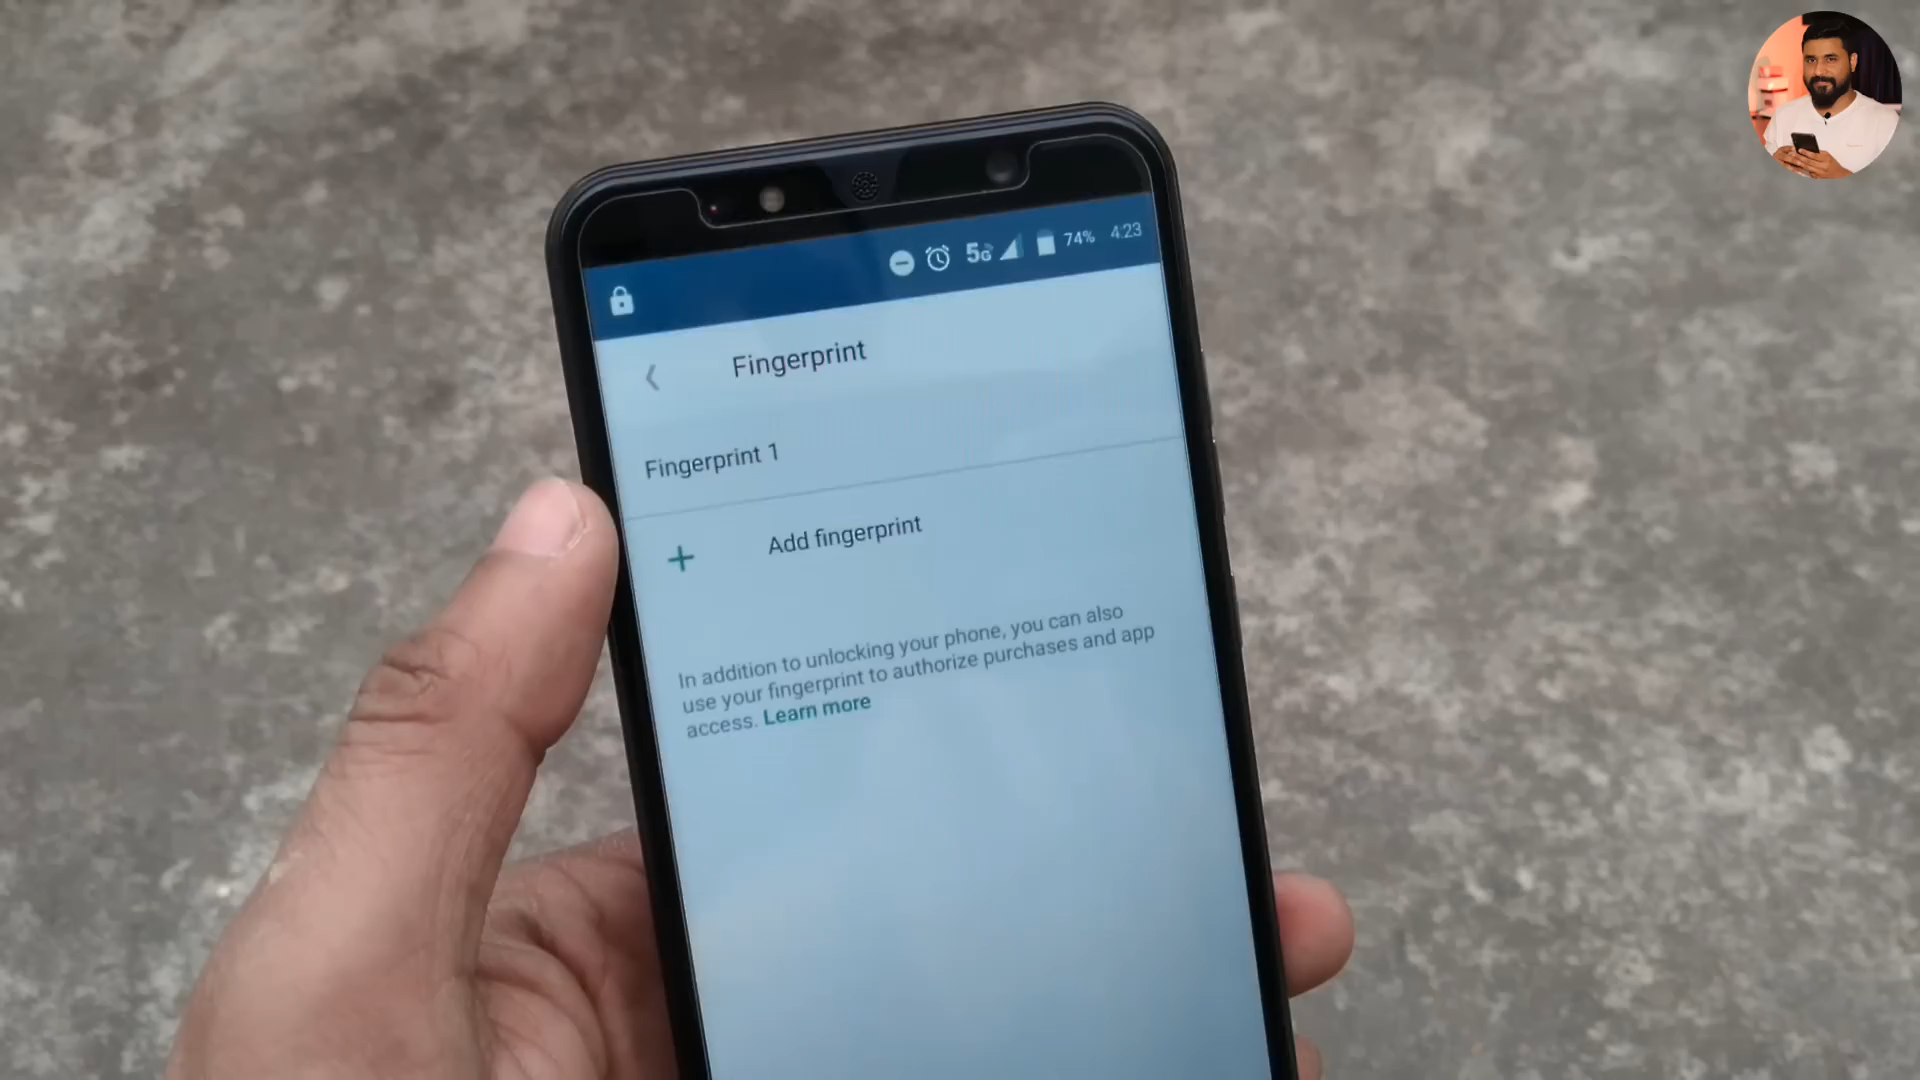 5G 74% 4:23
Fingerprint
Fingerprint 1
Add fingerprint
In addition to unlocking your phone, you can also
use your fingerprint to authorize purchases and app
access. Learn more